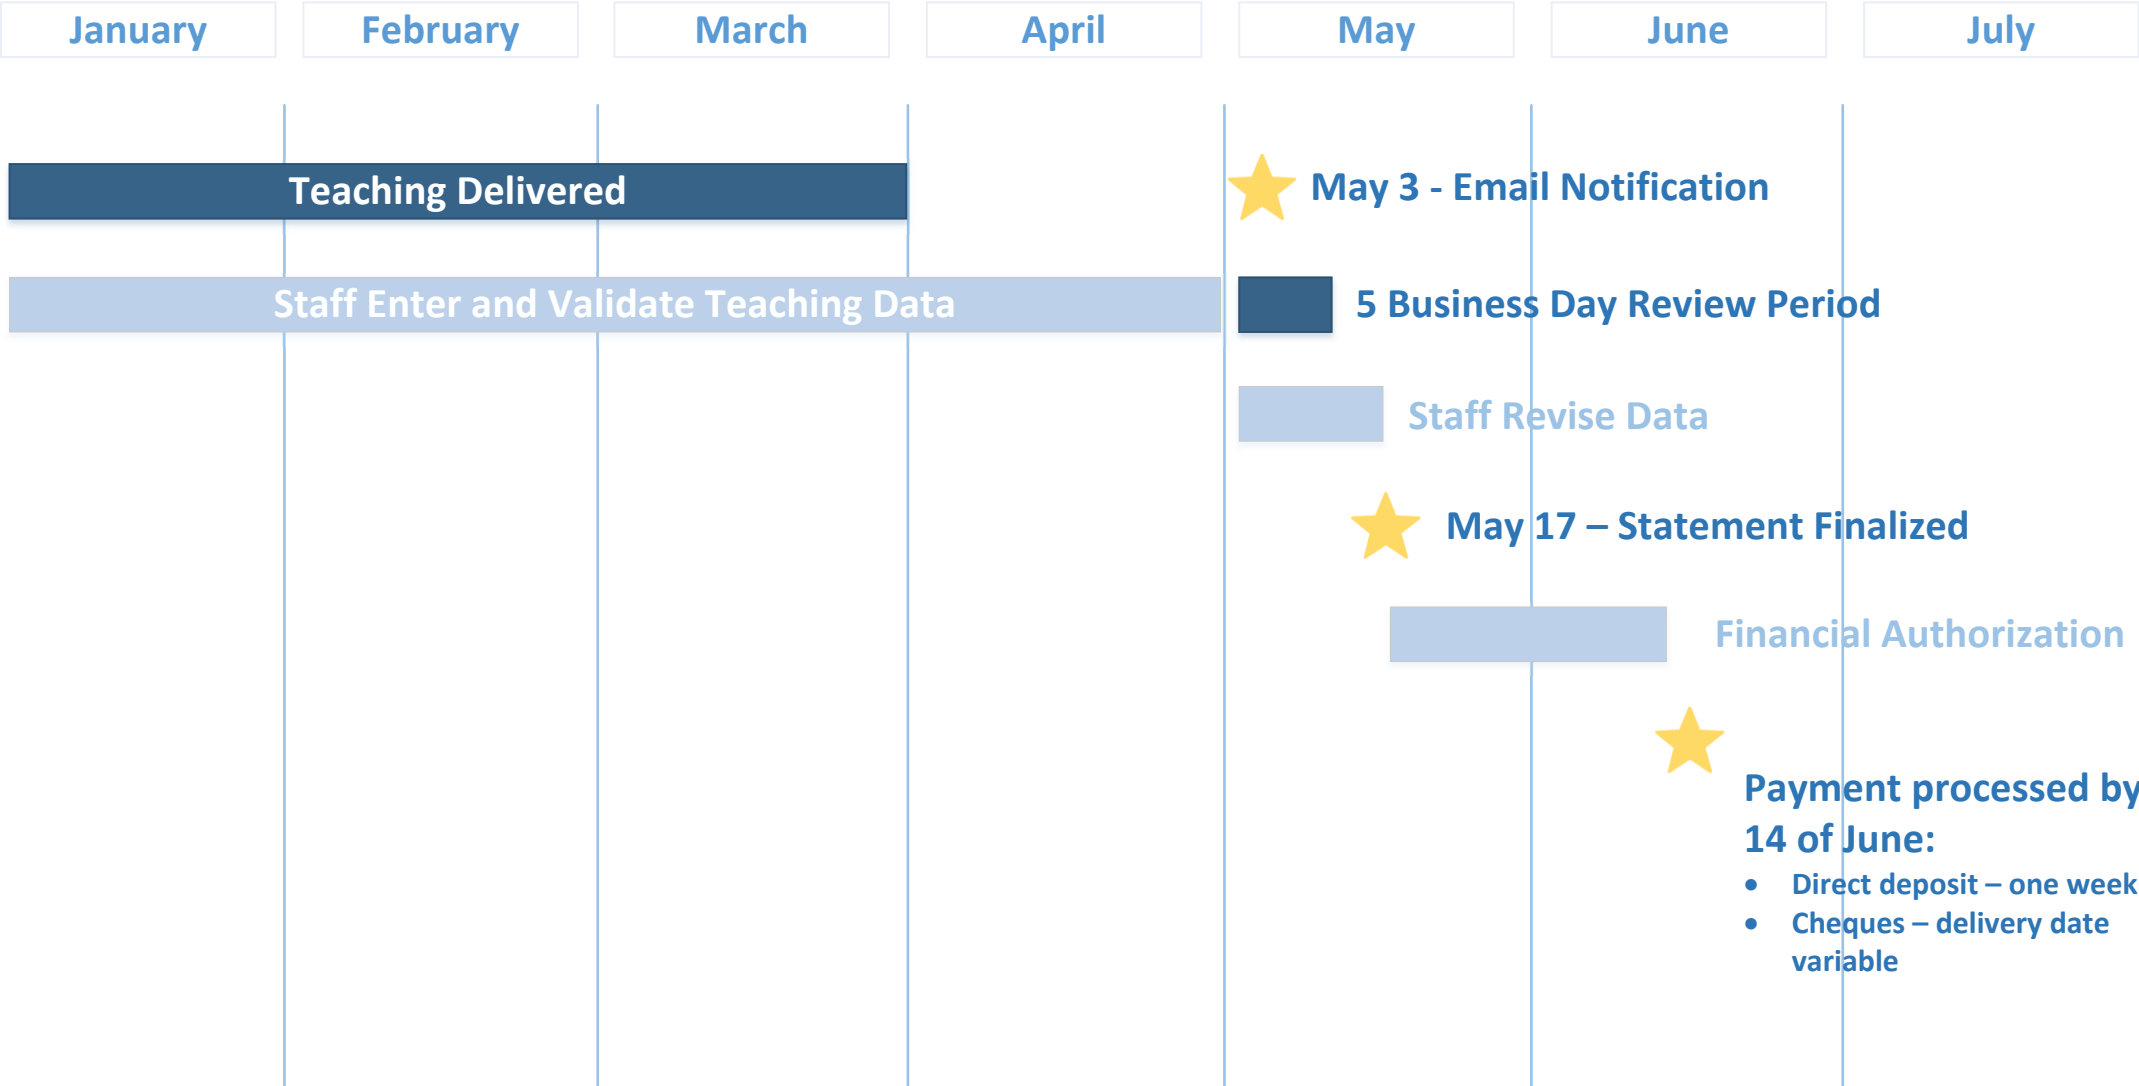 January February March April May June July
Teaching Delivered
May 3 - Email Notification
Staff Enter and Validate Teaching Data
5 Business Day Review Period
Staff Revise Data
May 17 – Statement Finalized
Financial Authorization
Payment processed by
14 of June:
• Direct deposit – one week
• Cheques – delivery date
variable